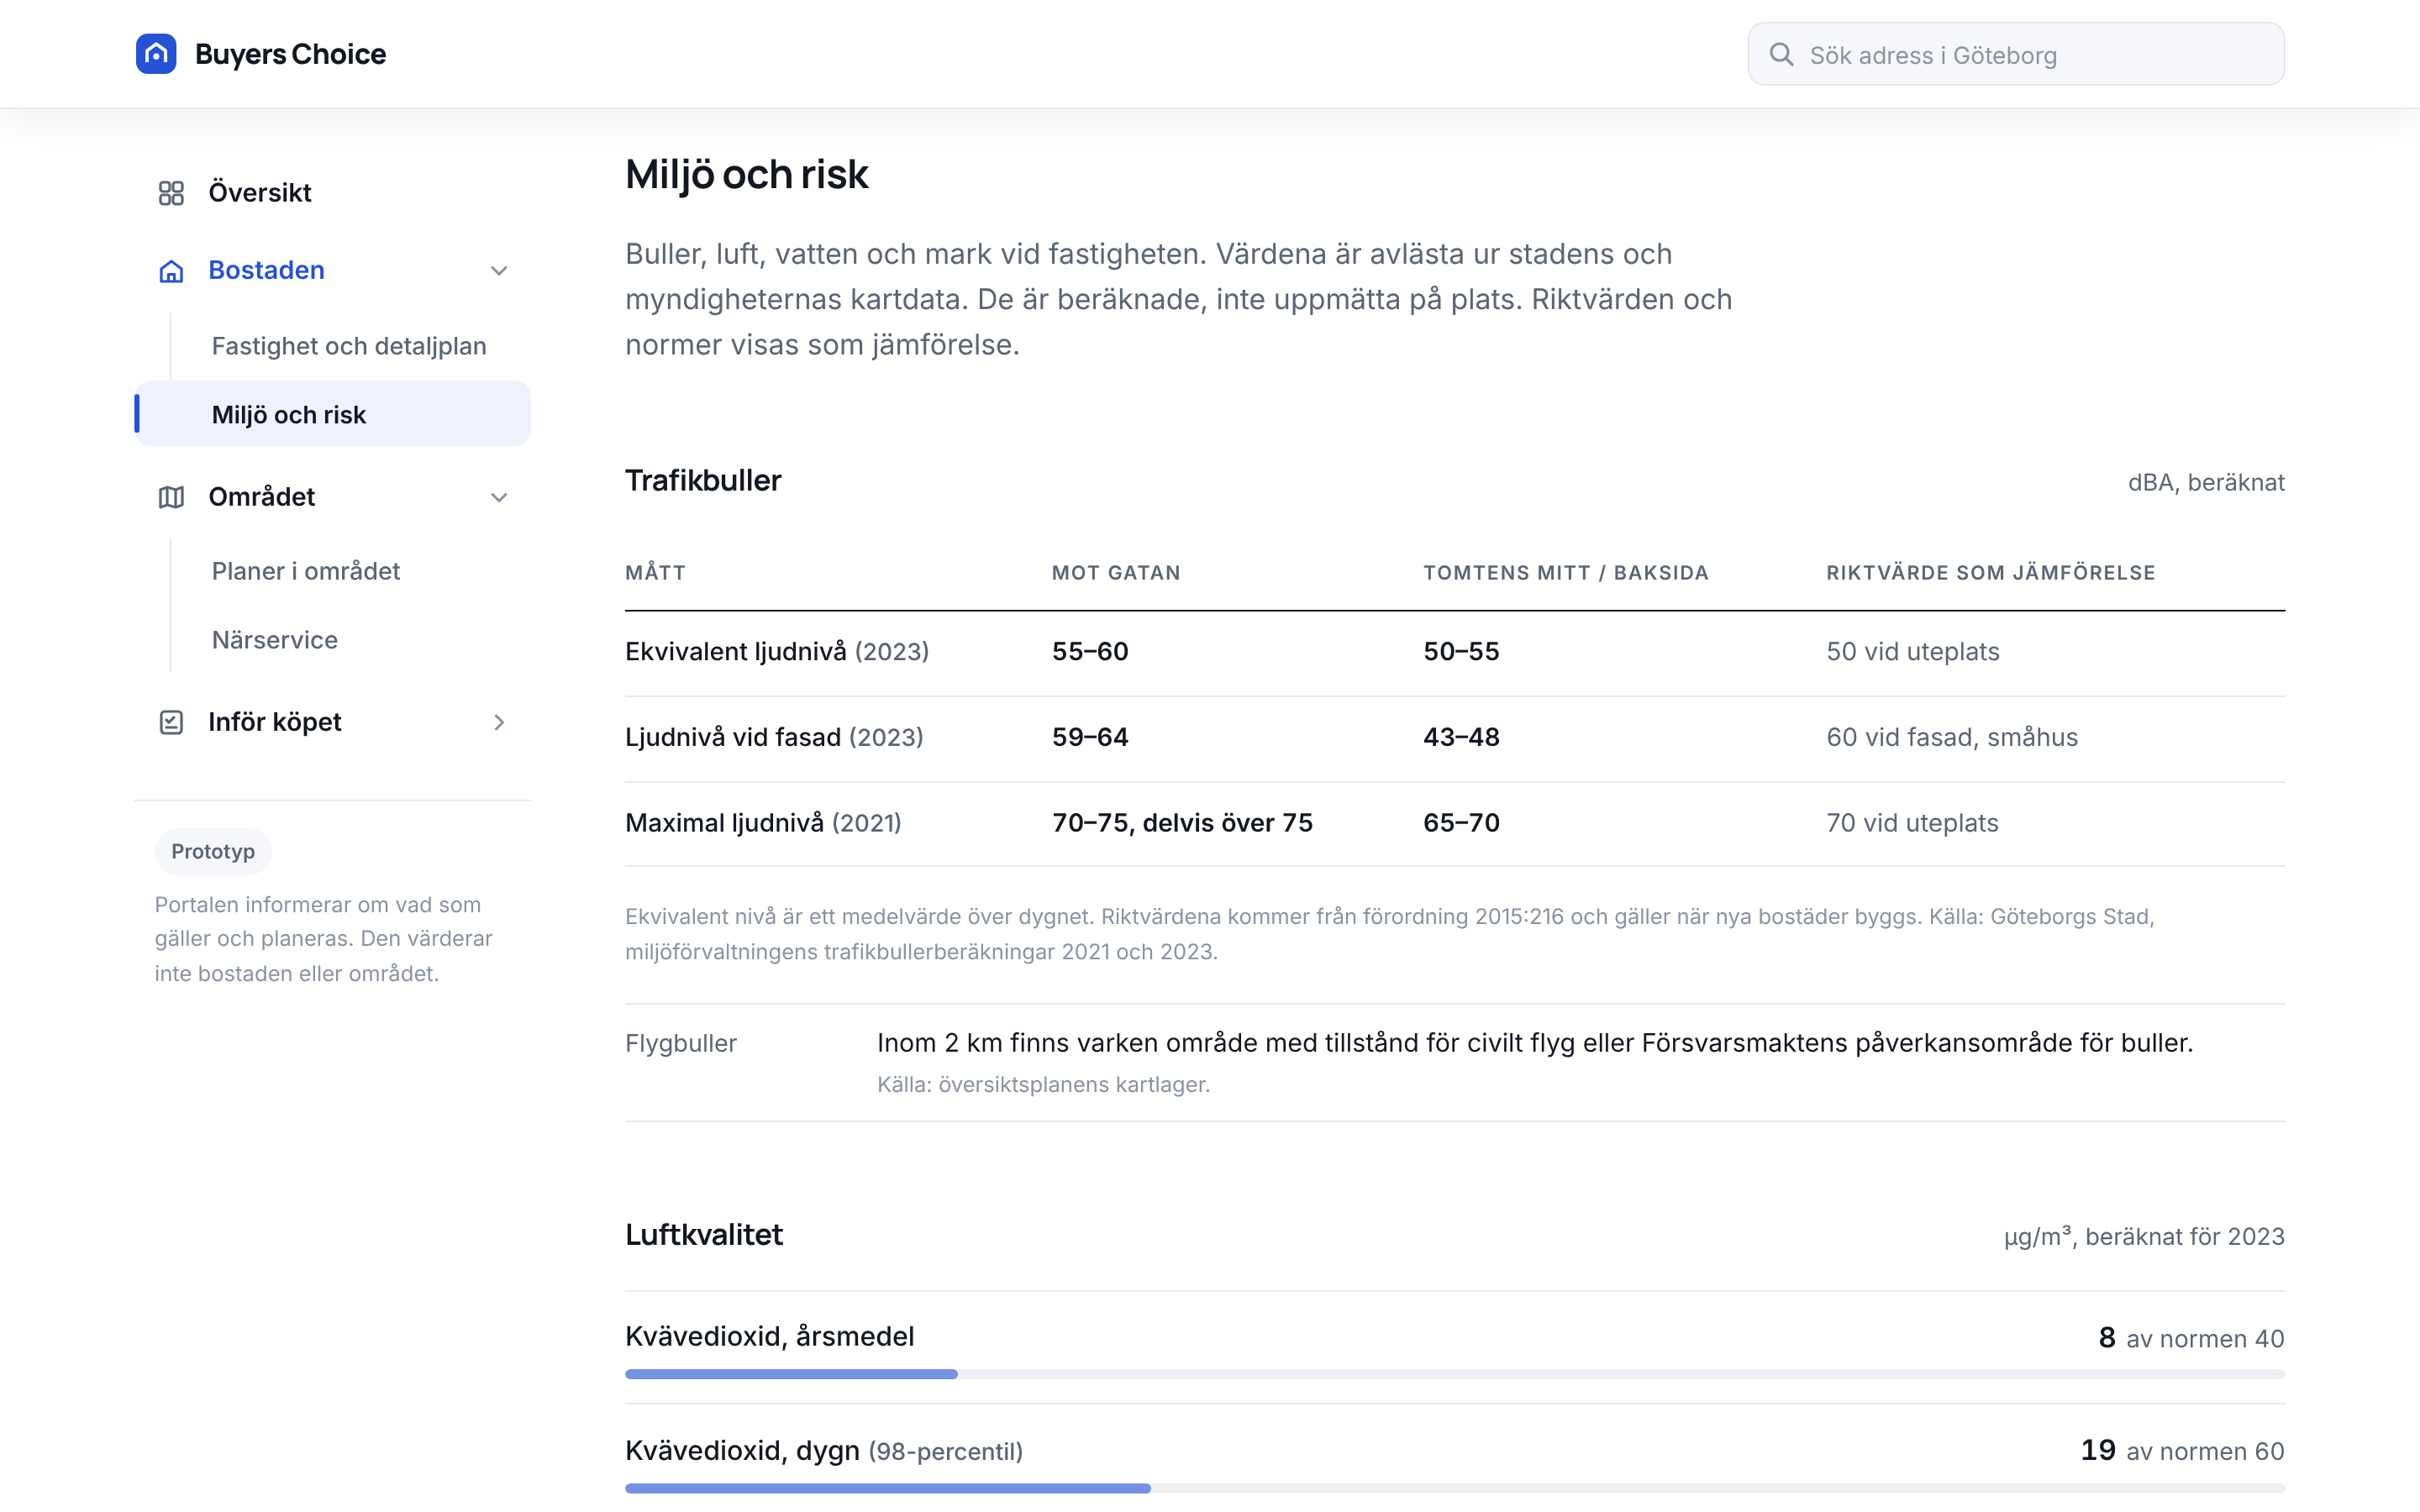 Buyers Choice
Sök adress i Göteborg
Översikt
Bostaden
Fastighet och detaljplan
Miljö och risk
Området
Planer i området
Närservice
Inför köpet
Prototyp
Portalen informerar om vad som
gäller och planeras. Den värderar
inte bostaden eller området.
Miljö och risk
Buller, luft, vatten och mark vid fastigheten. Värdena är avlästa ur stadens och
myndigheternas kartdata. De är beräknade, inte uppmätta på plats. Riktvärden och
normer visas som jämförelse.
Trafikbuller
dBA, beräknat
MÅTT MOT GATAN TOMTENS MITT / BAKSIDA RIKTVÄRDE SOM JÄMFÖRELSE
Ekvivalent ljudnivå (2023) 55–60 50–55 50 vid uteplats
Ljudnivå vid fasad (2023) 59–64 43–48 60 vid fasad, småhus
Maximal ljudnivå (2021) 70–75, delvis över 75 65–70 70 vid uteplats
Ekvivalent nivå är ett medelvärde över dygnet. Riktvärdena kommer från förordning 2015:216 och gäller när nya bostäder byggs. Källa: Göteborgs Stad,
miljöförvaltningens trafikbullerberäkningar 2021 och 2023.
Flygbuller Inom 2 km finns varken område med tillstånd för civilt flyg eller Försvarsmaktens påverkansområde för buller.
Källa: översiktsplanens kartlager.
Luftkvalitet
µg/m³, beräknat för 2023
Kvävedioxid, årsmedel 8 av normen 40
Kvävedioxid, dygn (98-percentil) 19 av normen 60